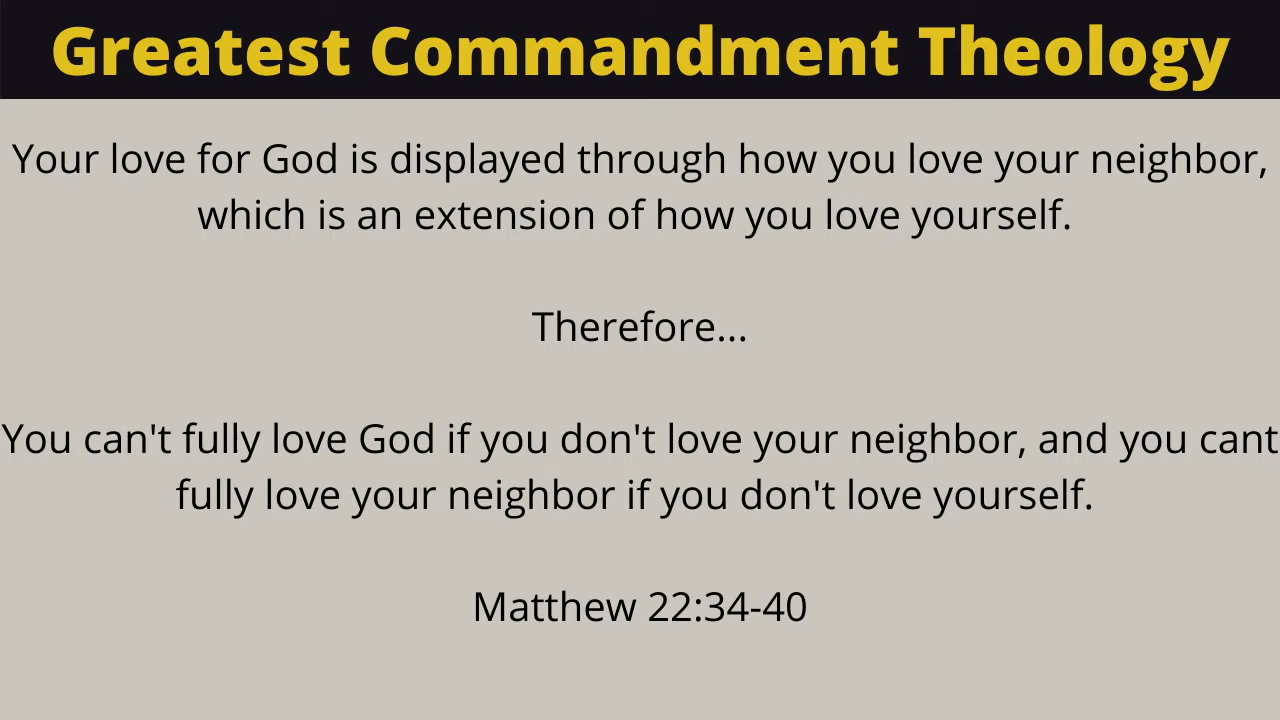 Greatest Commandment Theology
Your love for God is displayed through how you love your neighbor,
which is an extension of how you love yourself.
Therefore...
You can't fully love God if you don't love your neighbor, and you cant
fully love your neighbor if you don't love yourself.
Matthew 22:34-40